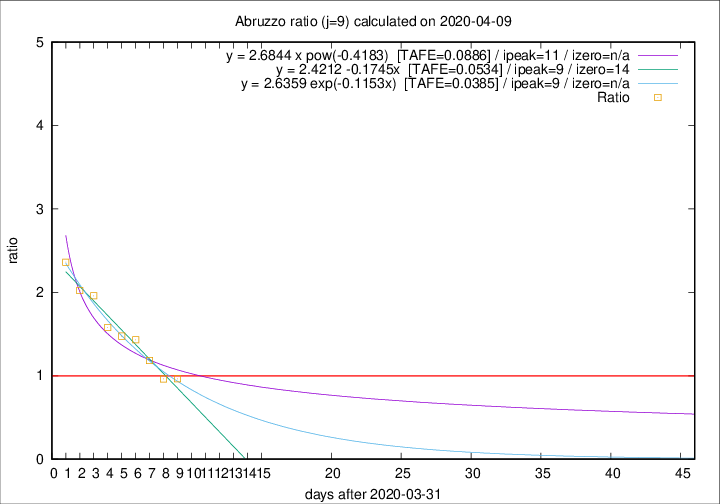 Abruzzo ratio (j=9) calculated on 2020-04-09
y = 2.6844 x pow(-0.4183)  [TAFE=0.0886] / ipeak=11 / izero=n/a
y = 2.4212 -0.1745x  [TAFE=0.0534] / ipeak=9 / izero=14
y = 2.6359 exp(-0.1153x)  [TAFE=0.0385] / ipeak=9 / izero=n/a
Ratio
5
4
3
2
1
0
ratio
0 1 2 3 4 5 6 7 8 9 10 11 12 13 14 15 20 25 30 35 40 45
days after 2020-03-31